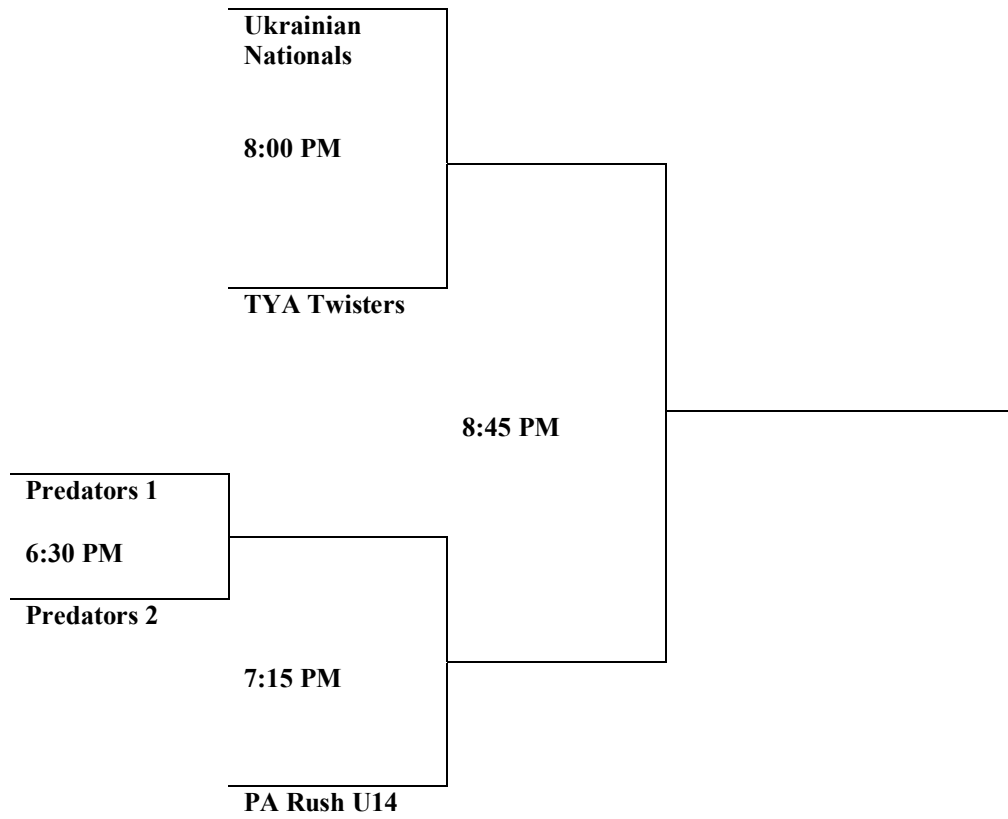 Ukrainian
Nationals
8:00 PM
TYA Twisters
8:45 PM
Predators 1
6:30 PM
Predators 2
7:15 PM
PA Rush U14